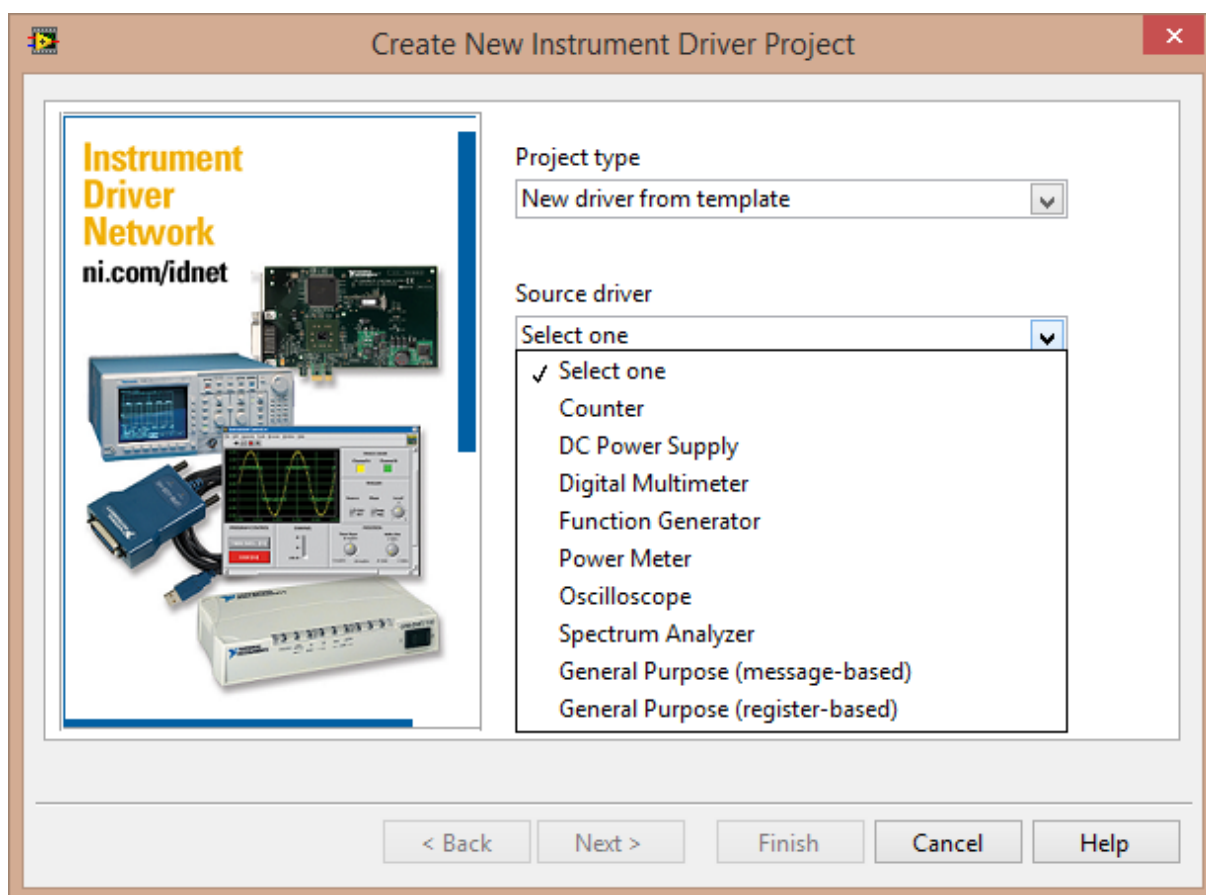 Create New Instrument Driver Project
Instrument
Driver
Network
ni.com/idnet
Project type
New driver from template
Source driver
Select one
Select one
Counter
DC Power Supply
Digital Multimeter
Function Generator
Power Meter
Oscilloscope
Spectrum Analyzer
General Purpose (message-based)
General Purpose (register-based)
< Back
Next >
Finish
Cancel
Help